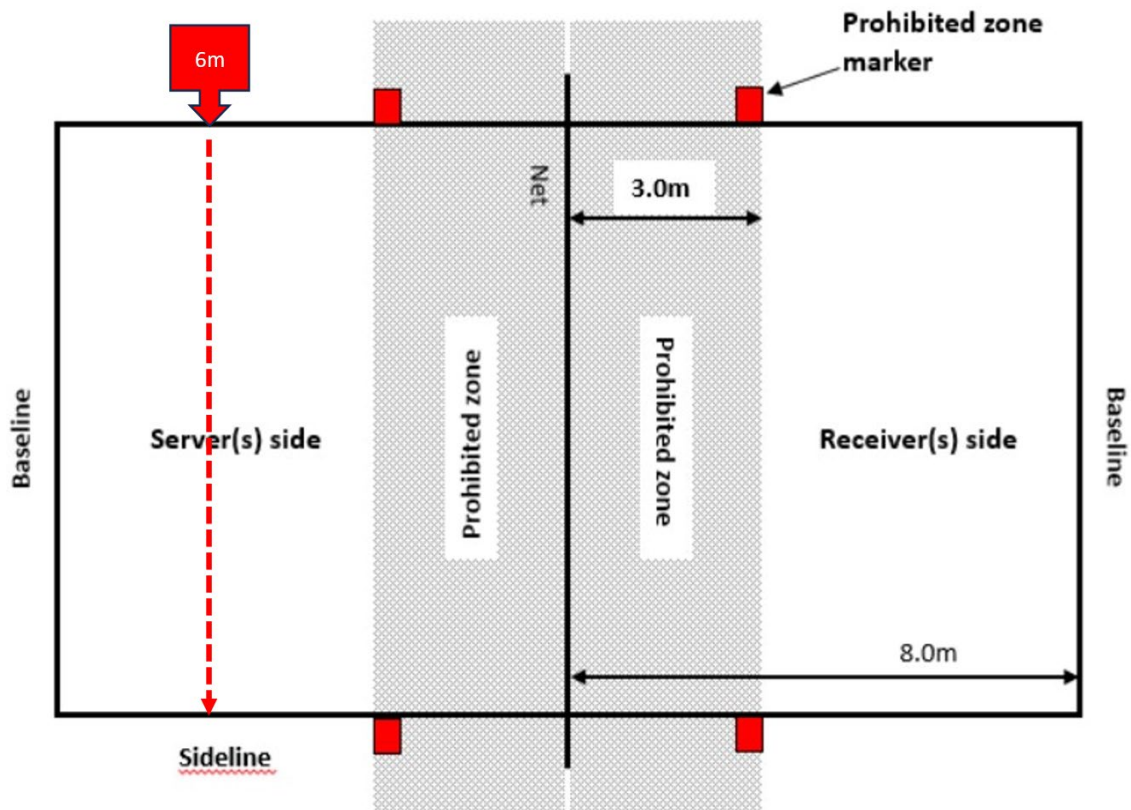 Prohibited zone
marker
6m
Net
3.0m
Prohibited zone
Prohibited zone
Baseline
Server(s) side
Receiver(s) side
Baseline
8.0m
Sideline